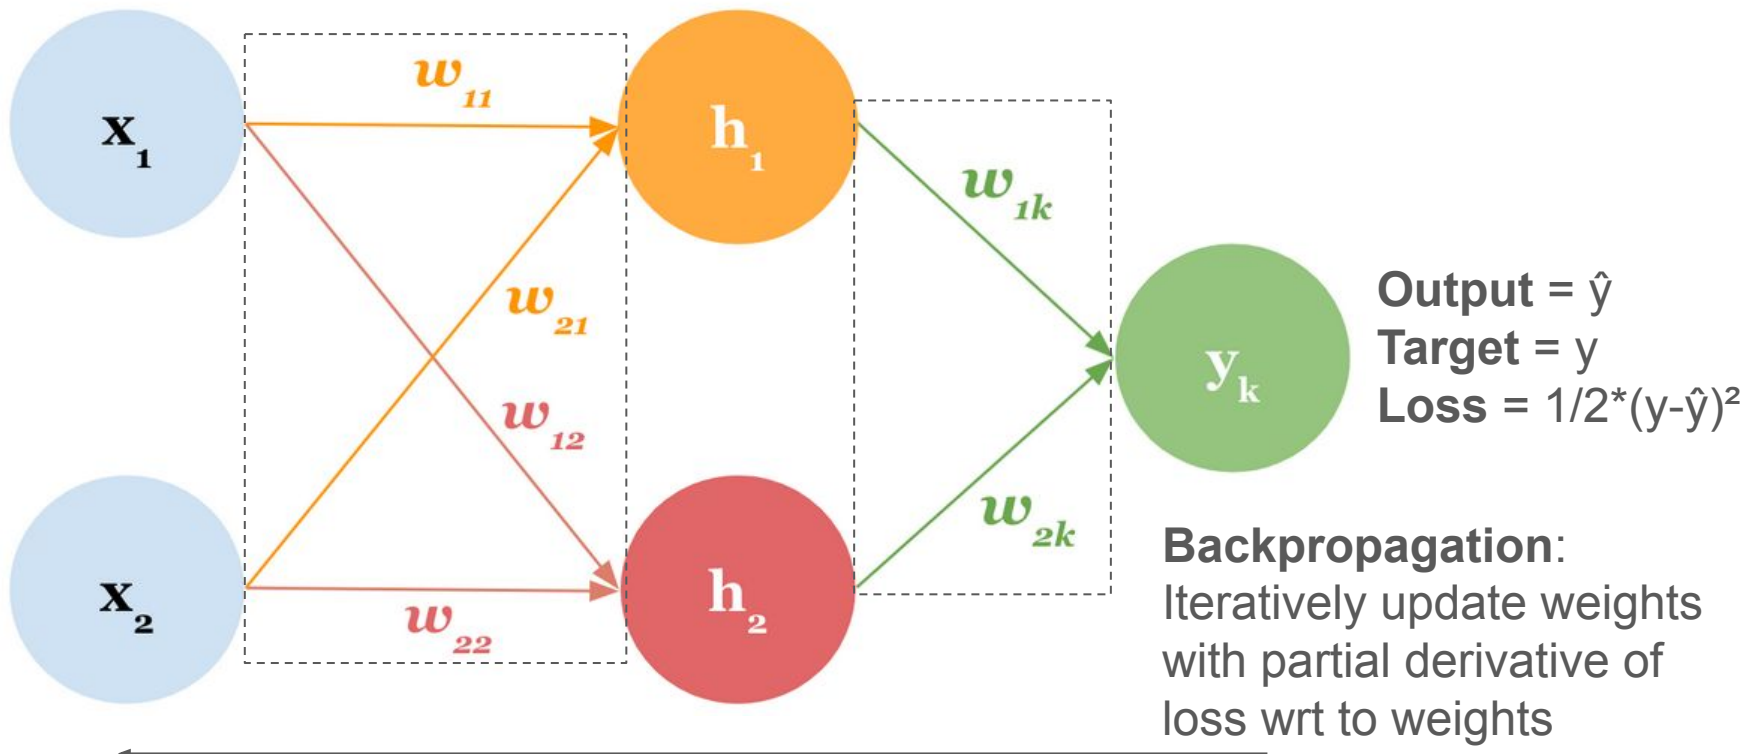 x₁
w₁₁
h₁
w₁ₖ
w₂₁
yₖ
Output = ŷ
Target = y
Loss = 1/2*(y-ŷ)²
w₁₂
w₂ₖ
x₂
w₂₂
h₂
Backpropagation:
Iteratively update weights
with partial derivative of
loss wrt to weights